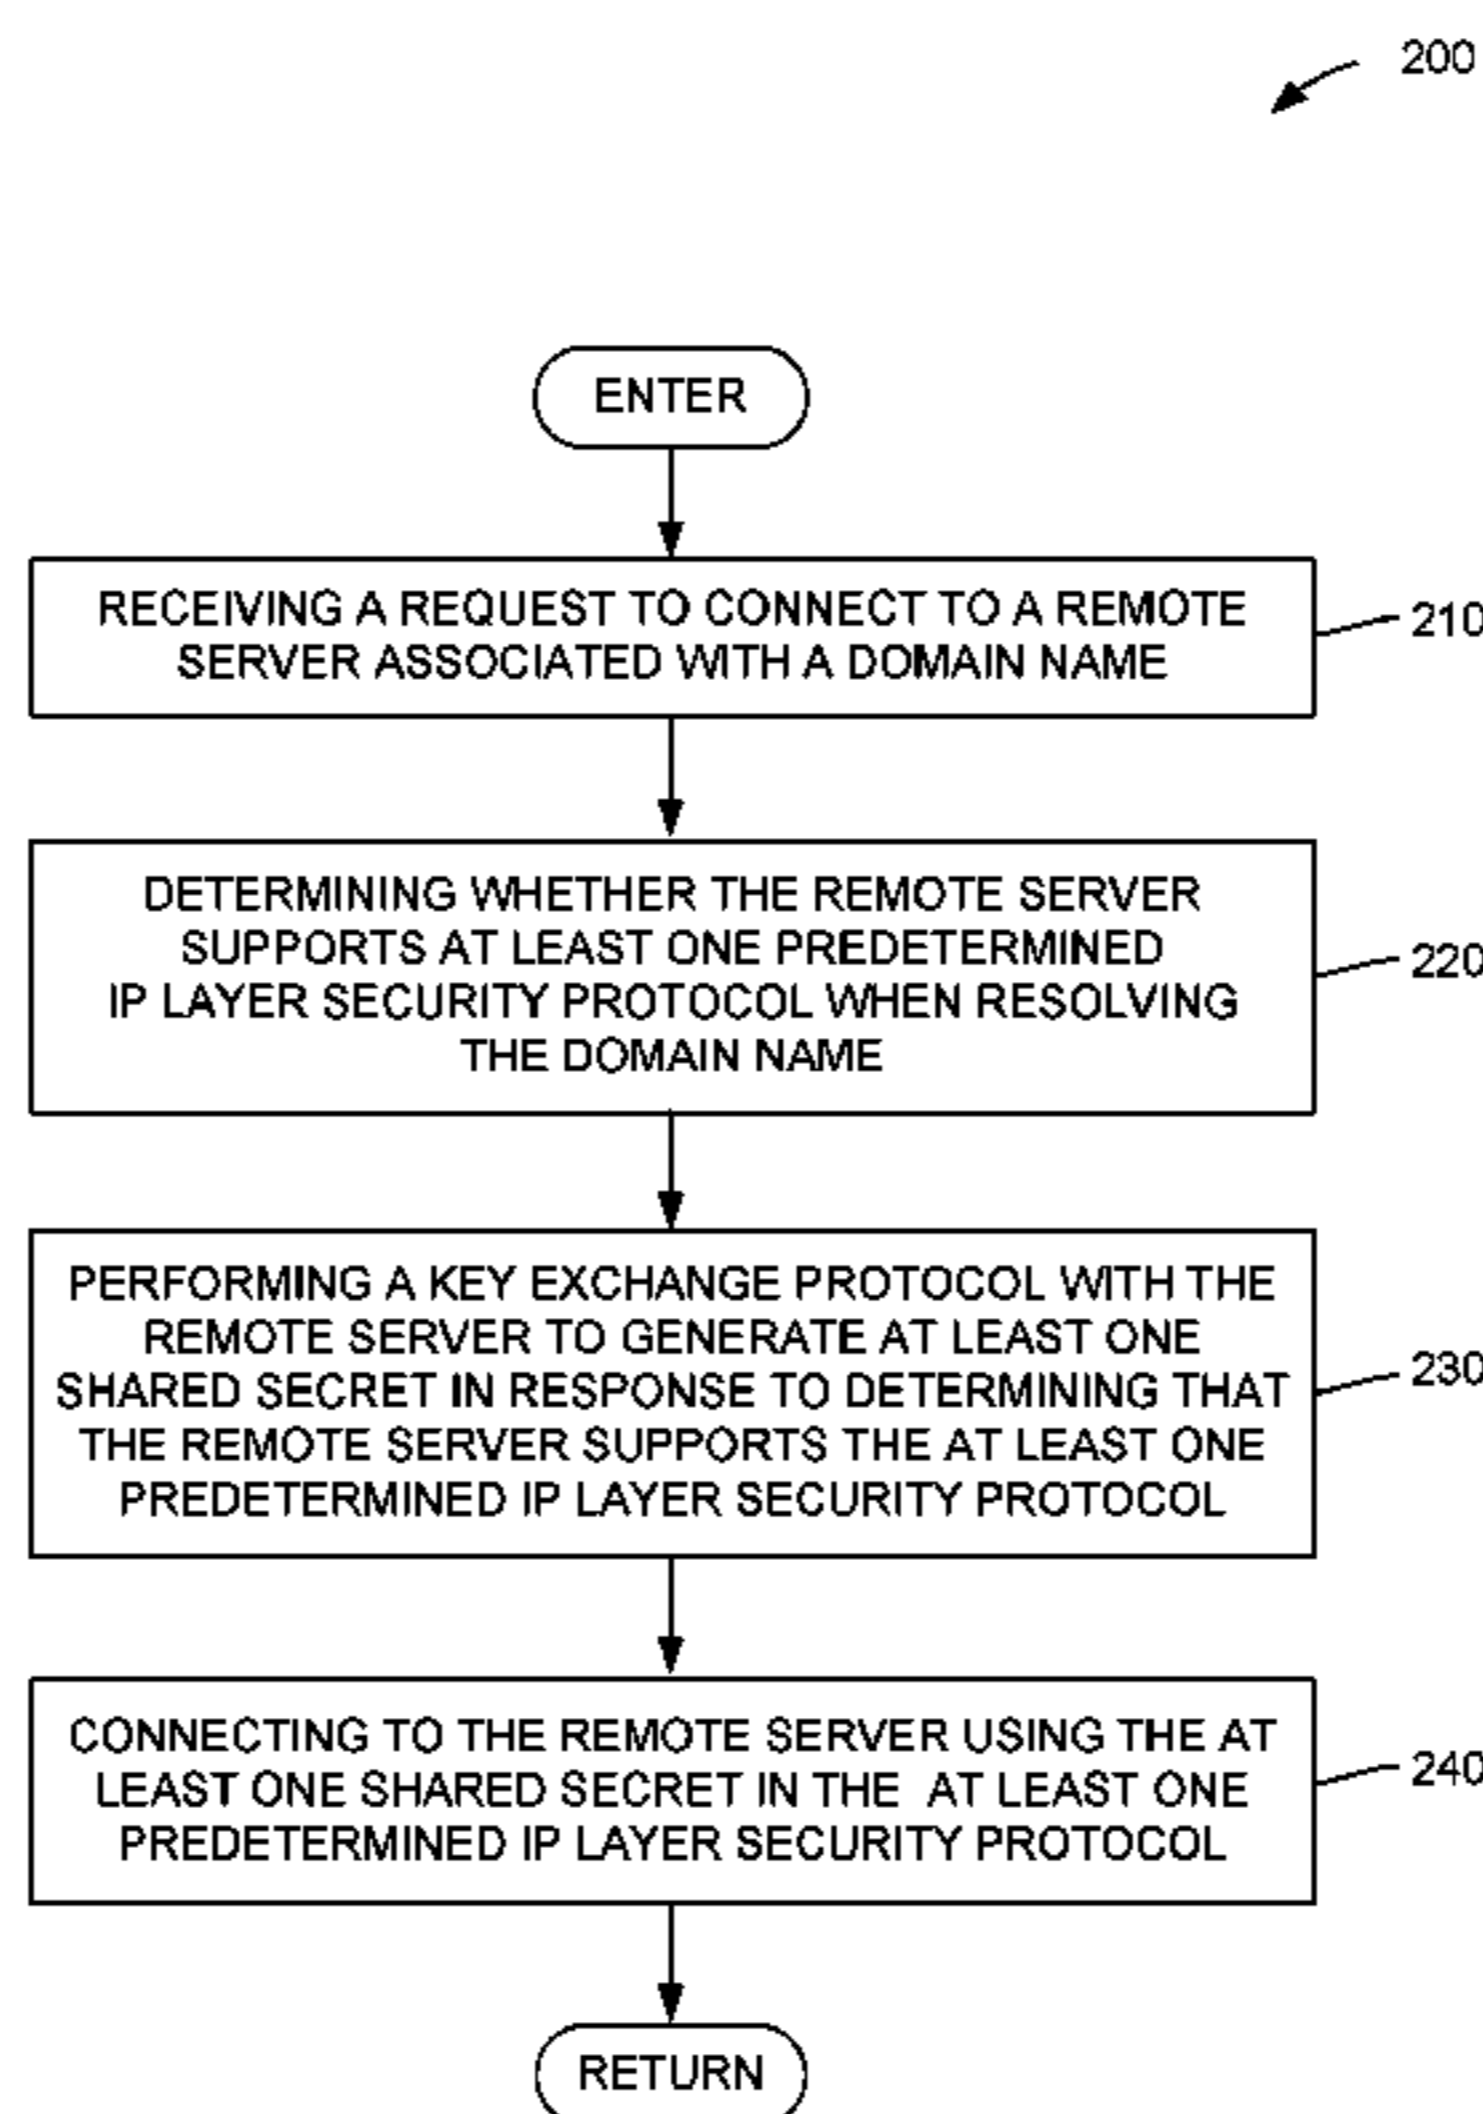 200
ENTER
RECEIVING A REQUEST TO CONNECT TO A REMOTE
SERVER ASSOCIATED WITH A DOMAIN NAME
210
DETERMINING WHETHER THE REMOTE SERVER
SUPPORTS AT LEAST ONE PREDETERMINED
IP LAYER SECURITY PROTOCOL WHEN RESOLVING
THE DOMAIN NAME
220
PERFORMING A KEY EXCHANGE PROTOCOL WITH THE
REMOTE SERVER TO GENERATE AT LEAST ONE
SHARED SECRET IN RESPONSE TO DETERMINING THAT
THE REMOTE SERVER SUPPORTS THE AT LEAST ONE
PREDETERMINED IP LAYER SECURITY PROTOCOL
230
CONNECTING TO THE REMOTE SERVER USING THE AT
LEAST ONE SHARED SECRET IN THE AT LEAST ONE
PREDETERMINED IP LAYER SECURITY PROTOCOL
240
RETURN